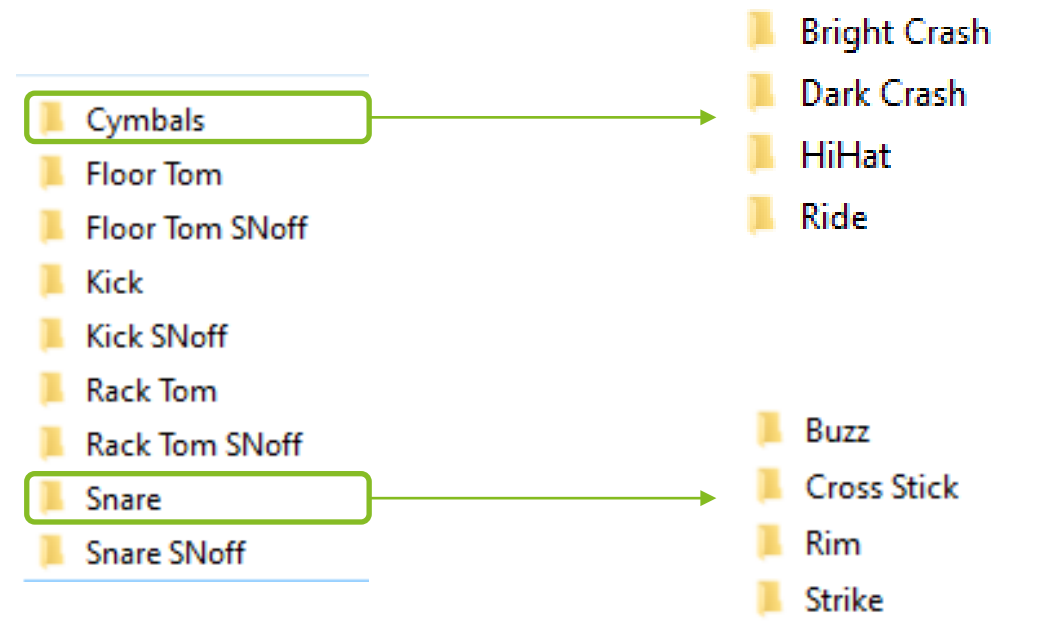 Cymbals
Floor Tom
Floor Tom SNoff
Kick
Kick SNoff
Rack Tom
Rack Tom SNoff
Snare
Snare SNoff
Bright Crash
Dark Crash
HiHat
Ride
Buzz
Cross Stick
Rim
Strike